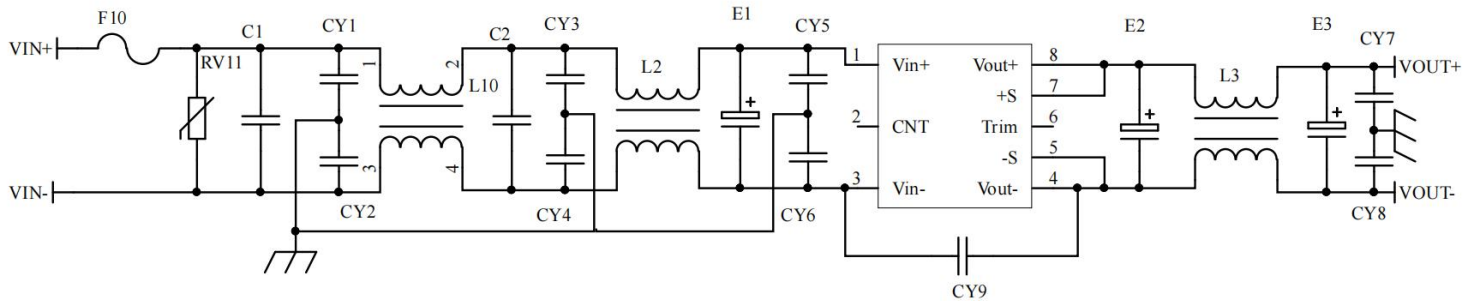 F10
VIN+
RV11
C1
CY1
1
2
L10
C2
CY3
L2
E1
CY5
1
Vin+
Vout+
8
+S
7
2
CNT
Trim
6
-S
5
3
Vin-
Vout-
4
E2
L3
E3
CY7
VOUT+
VIN-
CY2
3
4
CY4
CY6
CY9
CY8
VOUT-
+
+
+